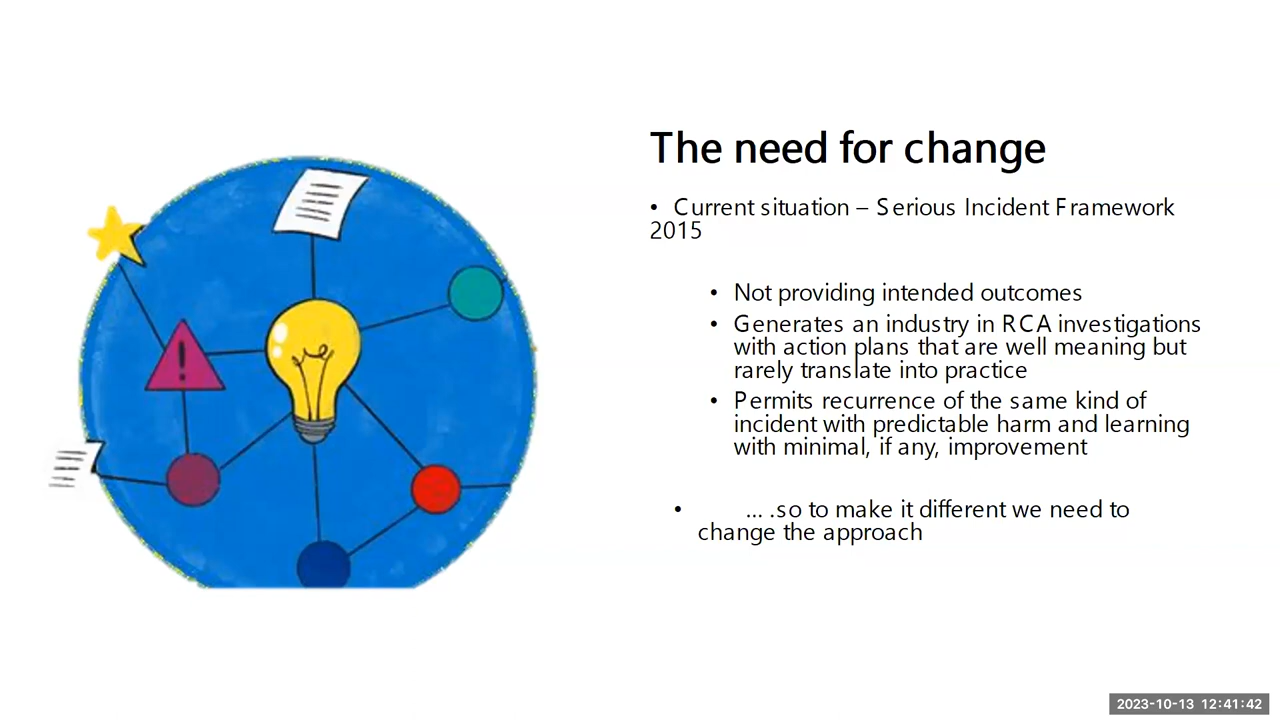 The need for change
• Current situation – Serious Incident Framework
2015
• Not providing intended outcomes
• Generates an industry in RCA investigations
with action plans that are well meaning but
rarely translate into practice
• Permits recurrence of the same kind of
incident with predictable harm and learning
with minimal, if any, improvement
• ... .so to make it different we need to
change the approach
2023-10-13 12:41:42